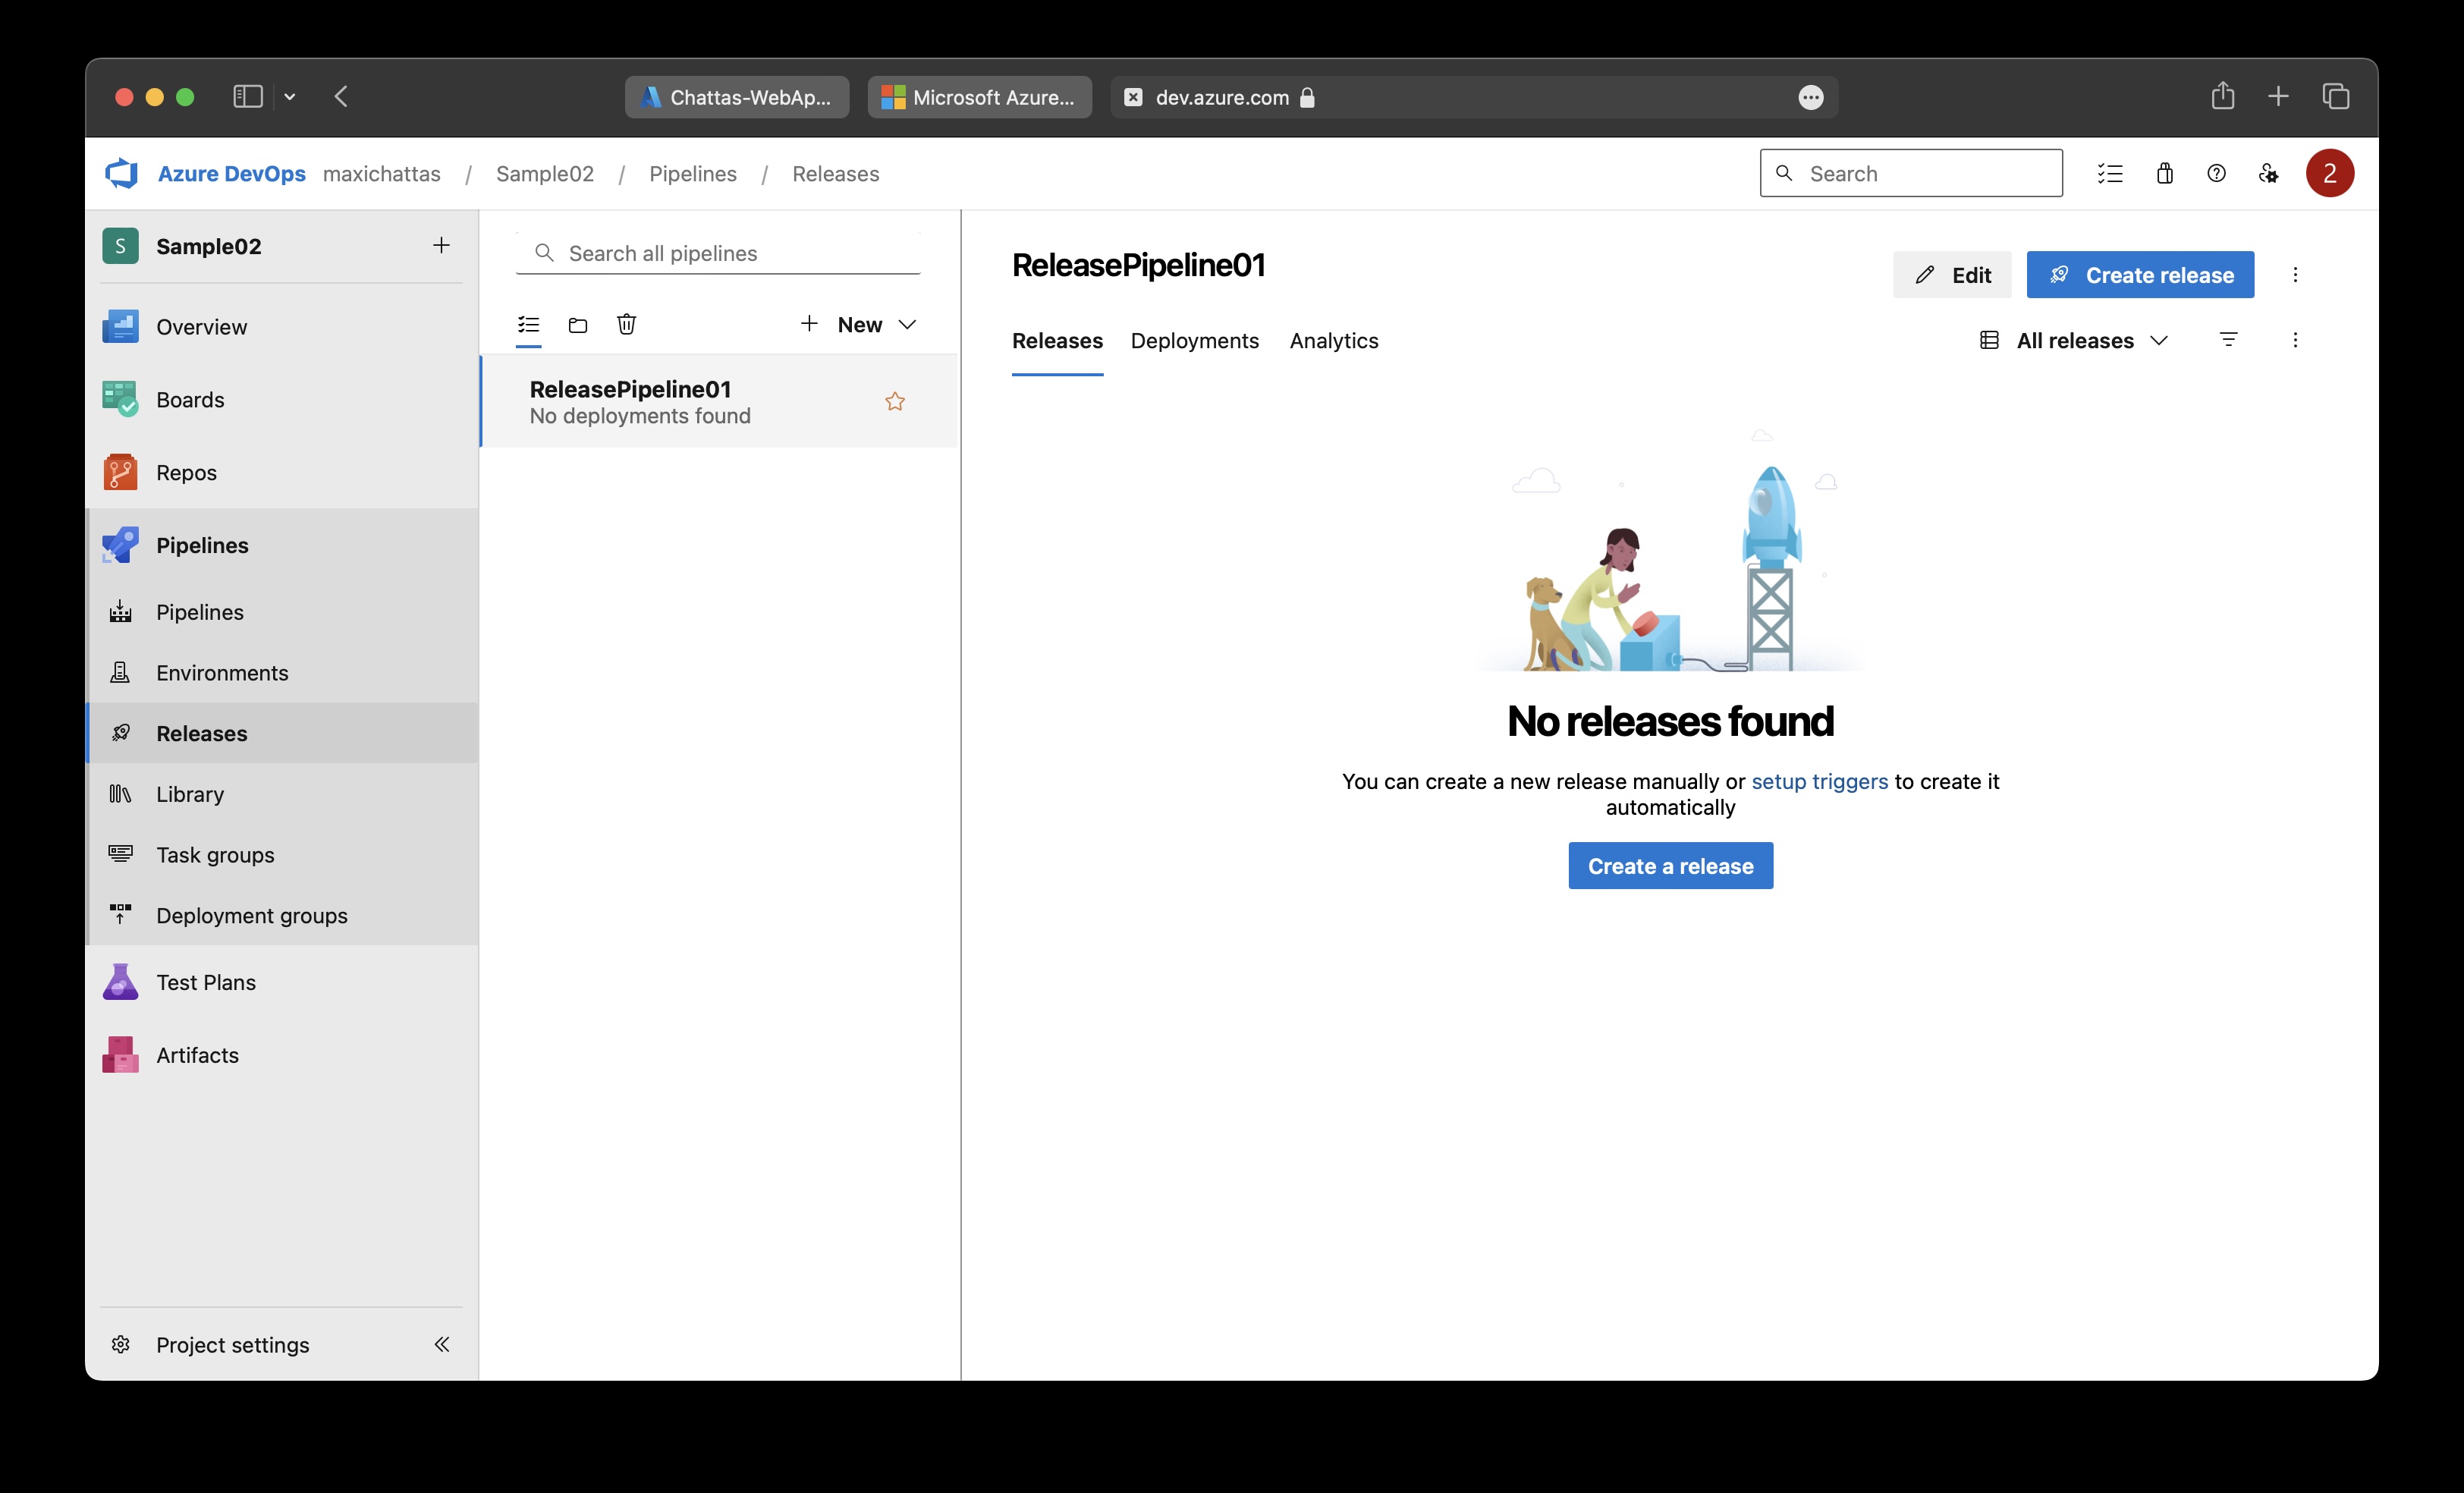 Chattas-WebAp...
Microsoft Azure...
dev.azure.com
Azure DevOps
maxichattas / Sample02 / Pipelines / Releases
Search
2
S
Sample02
Overview
Boards
Repos
Pipelines
Pipelines
Environments
Releases
Library
Task groups
Deployment groups
Test Plans
Artifacts
Project settings
Search all pipelines
New
ReleasePipeline01
No deployments found
ReleasePipeline01
Edit
Create release
Releases
Deployments
Analytics
All releases
No releases found
You can create a new release manually or setup triggers to create it
automatically
Create a release